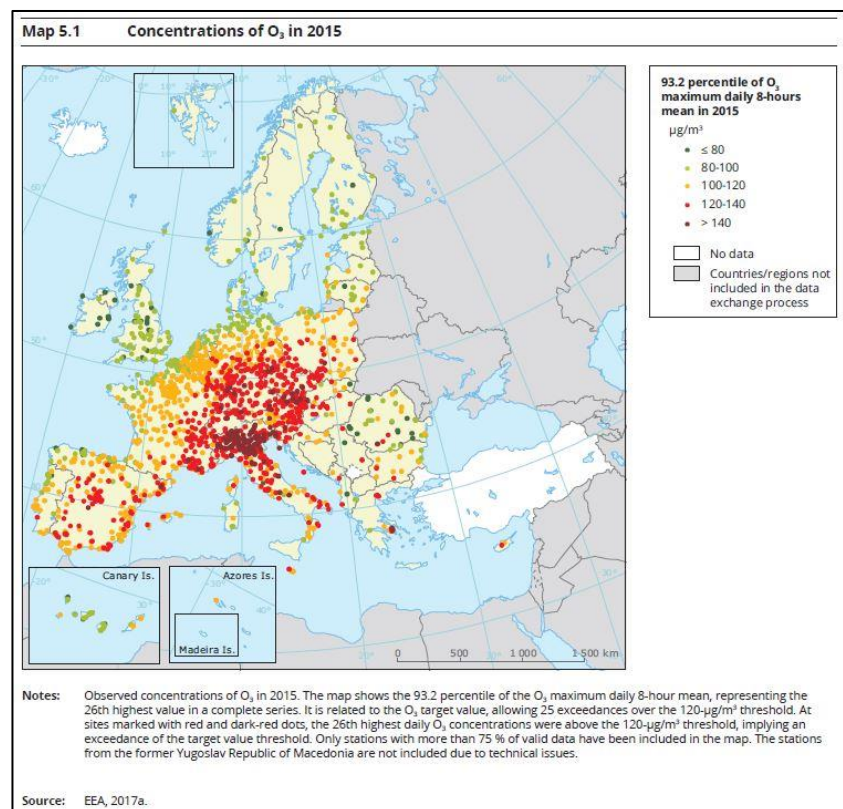 Map 5.1 Concentrations of O₃ in 2015
93.2 percentile of O₃
maximum daily 8-hours
mean in 2015
µg/m³
≤ 80
80-100
100-120
120-140
> 140
No data
Countries/regions not
included in the data
exchange process
Canary Is.
Azores Is.
Madeira Is.
0 500 1 000 1 500 km
Notes: Observed concentrations of O₃ in 2015. The map shows the 93.2 percentile of the O₃ maximum daily 8-hour mean, representing the
26th highest value in a complete series. It is related to the O₃ target value, allowing 25 exceedances over the 120-µg/m³ threshold. At
sites marked with red and dark-red dots, the 26th highest daily O₃ concentrations were above the 120-µg/m³ threshold, implying an
exceedance of the target value threshold. Only stations with more than 75 % of valid data have been included in the map. The stations
from the former Yugoslav Republic of Macedonia are not included due to technical issues.
Source: EEA, 2017a.